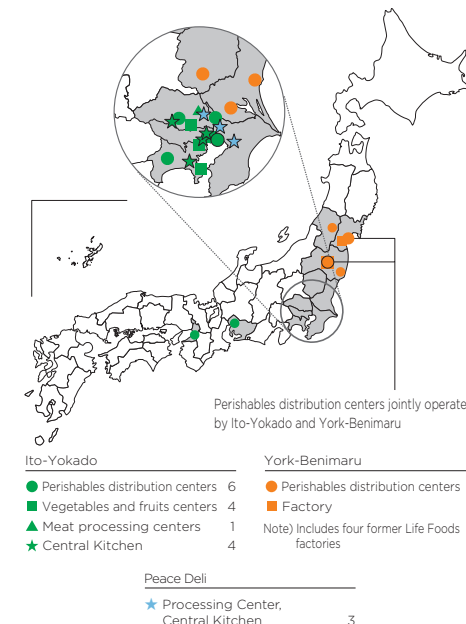 Perishables distribution centers jointly operate
by Ito-Yokado and York-Benimaru
Ito-Yokado
Perishables distribution centers 6
Vegetables and fruits centers 4
Meat processing centers 1
Central Kitchen 4
York-Benimaru
Perishables distribution centers
Factory
Note) Includes four former Life Foods
factories
Peace Deli
Processing Center,
Central Kitchen 3